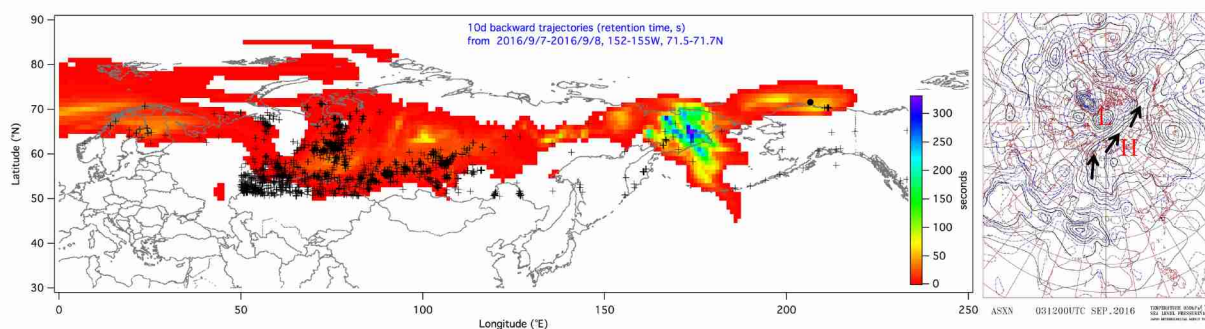 10d backward trajectories (retention time, s)
from 2016/9/7-2016/9/8, 152-155W, 71.5-71.7N
90
80
70
60
50
40
30
Latitude (°N)
0
50
100
150
200
250
Longitude (°E)
300
250
200
150
100
50
0
seconds
L
H
ASXN 031200UTC SEP.2016